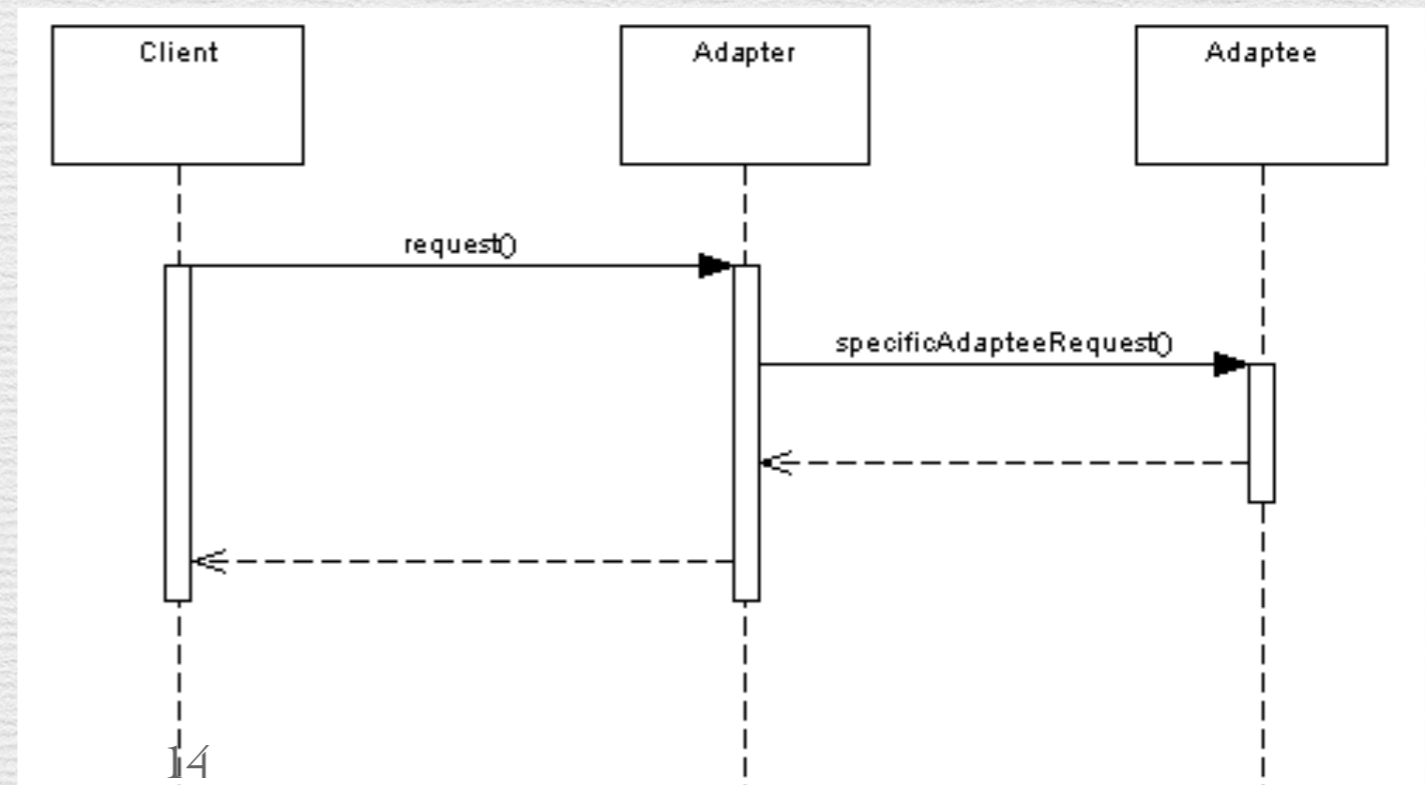 Client
Adapter
Adaptee
request()
specificAdapteeRequest()
14